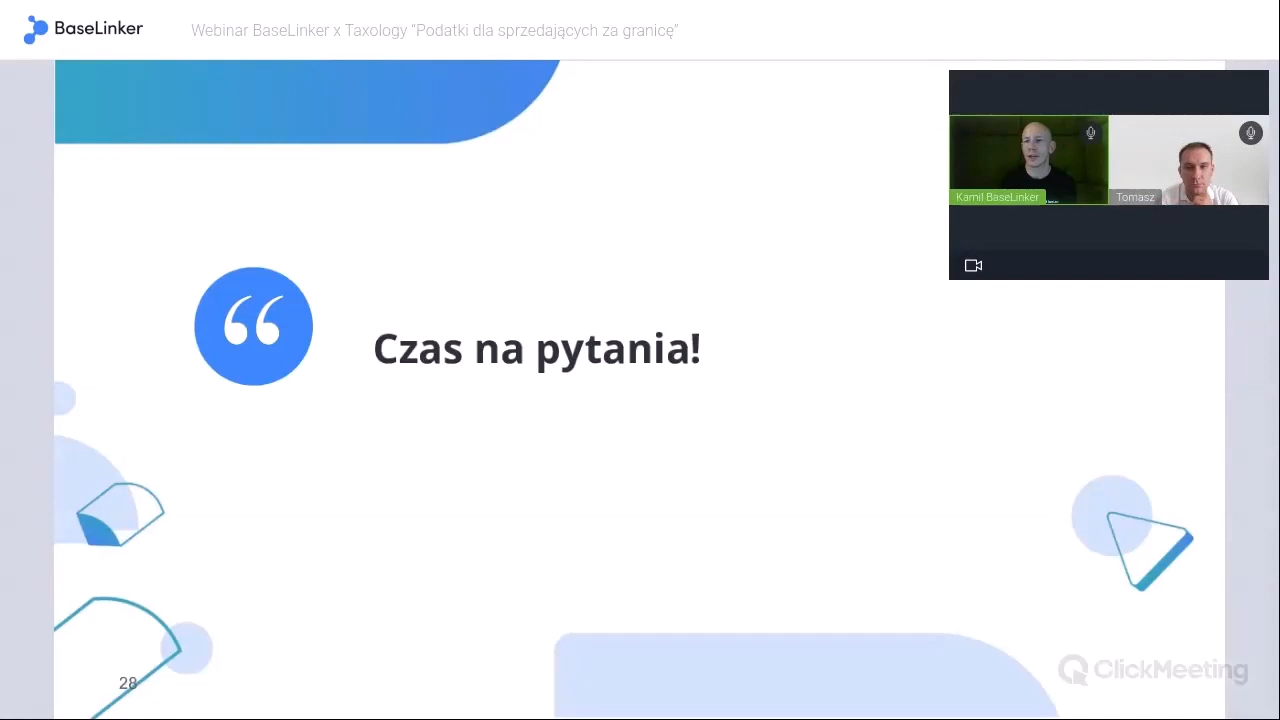 BaseLinker
Webinar BaseLinker x Taxology “Podatki dla sprzedających za granicę”
Kamil BaseLinker
Tomasz
“
Czas na pytania!
28
ClickMeeting